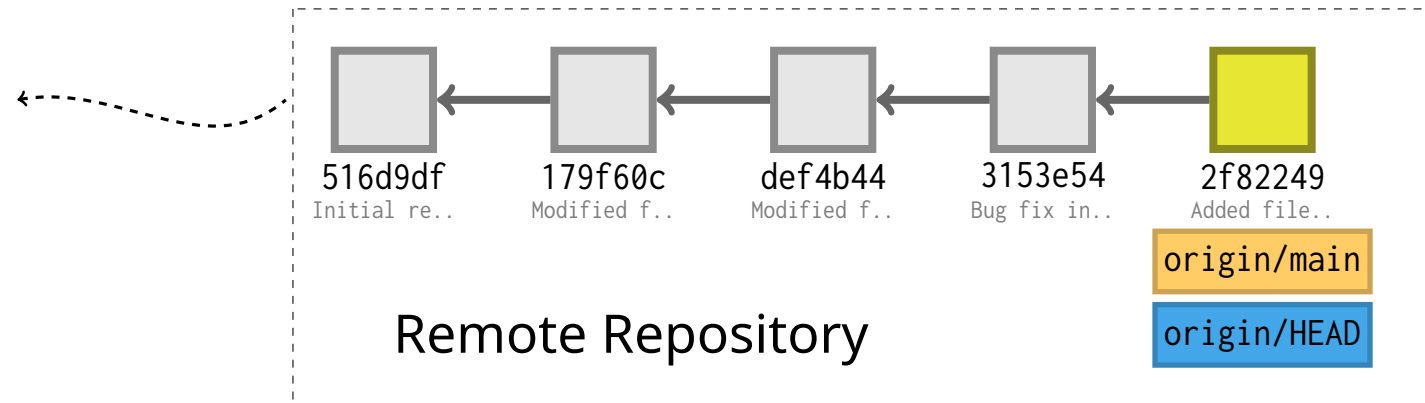 516d9df 179f60c def4b44 3153e54 2f82249
Initial re.. Modified f.. Modified f.. Bug fix in.. Added file..
origin/main
Remote Repository
origin/HEAD